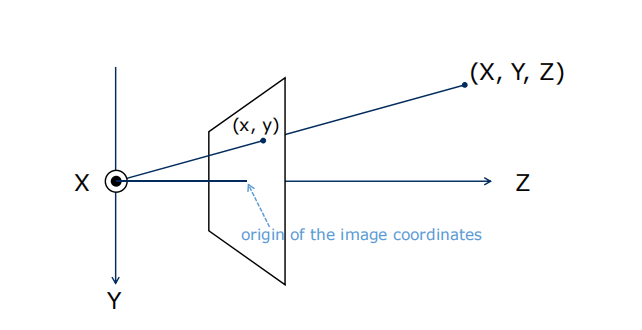 (X, Y, Z)
(x, y)
X
Z
origin of the image coordinates
Y